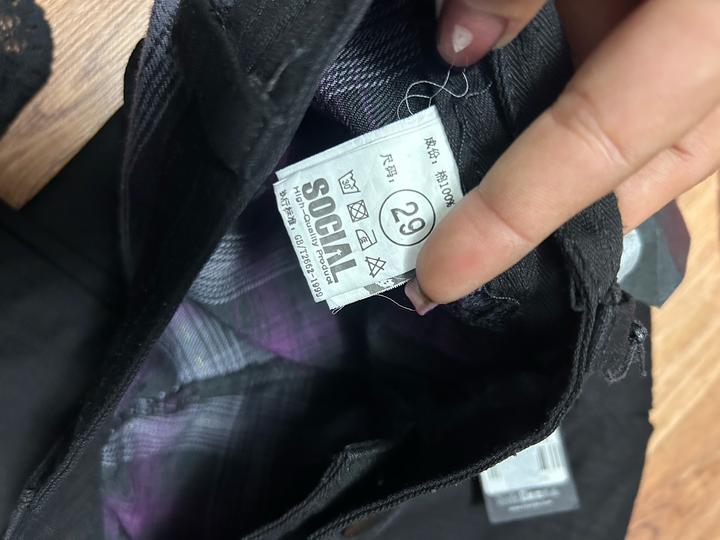 成份：棉100%
尺码：
29
30
SOCIAL
High-Quality Product
执行标准：GB/T2662-1999